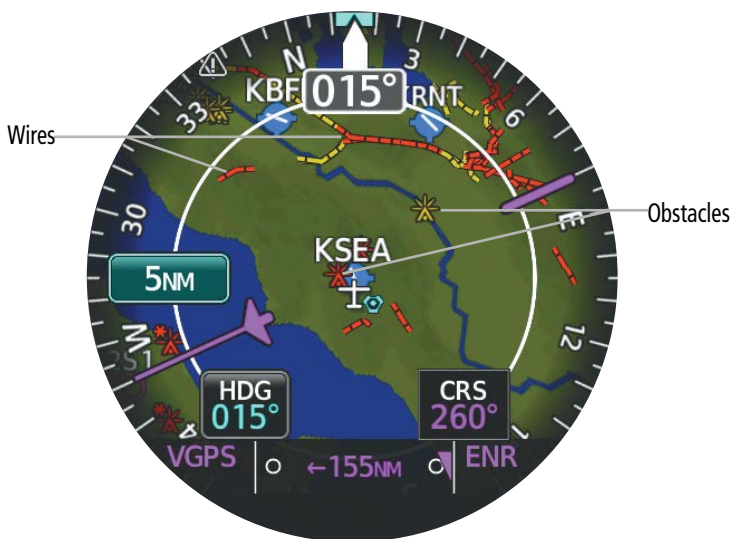 N
3
KBF
015°
RNT
33
6
Wires
30
E
Obstacles
KSEA
5NM
W
12
2S1
HDG
015°
CRS
260°
VGPS
←155NM
ENR